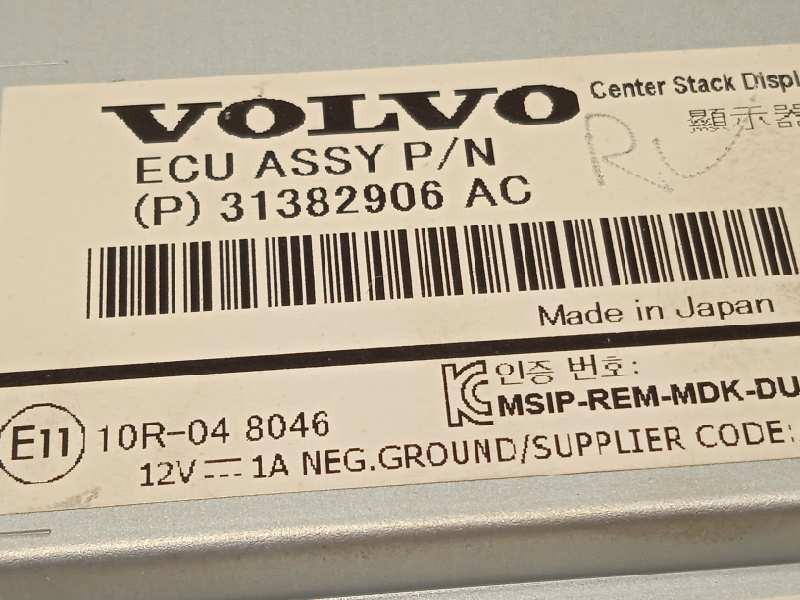 VOLVO
Center Stack Displ
顯示器
RU
ECU ASSY P/N
(P) 31382906 AC
Made in Japan
인증 번호:
MSIP-REM-MDK-DU
E11
10R-04 8046
12V⎓1A NEG.GROUND/SUPPLIER CODE: